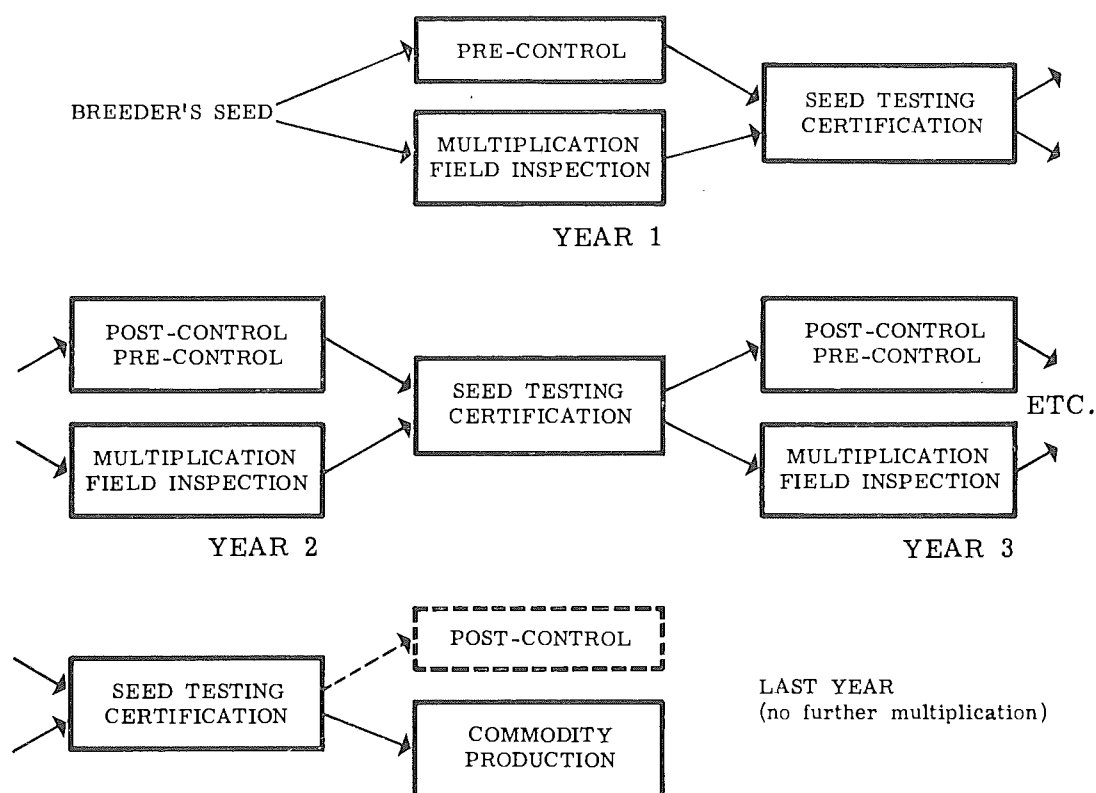 BREEDER'S SEED
PRE-CONTROL
MULTIPLICATION
FIELD INSPECTION
SEED TESTING
CERTIFICATION
YEAR 1
POST-CONTROL
PRE-CONTROL
MULTIPLICATION
FIELD INSPECTION
YEAR 2
SEED TESTING
CERTIFICATION
POST-CONTROL
PRE-CONTROL
MULTIPLICATION
FIELD INSPECTION
ETC.
YEAR 3
SEED TESTING
CERTIFICATION
POST-CONTROL
COMMODITY
PRODUCTION
LAST YEAR
(no further multiplication)